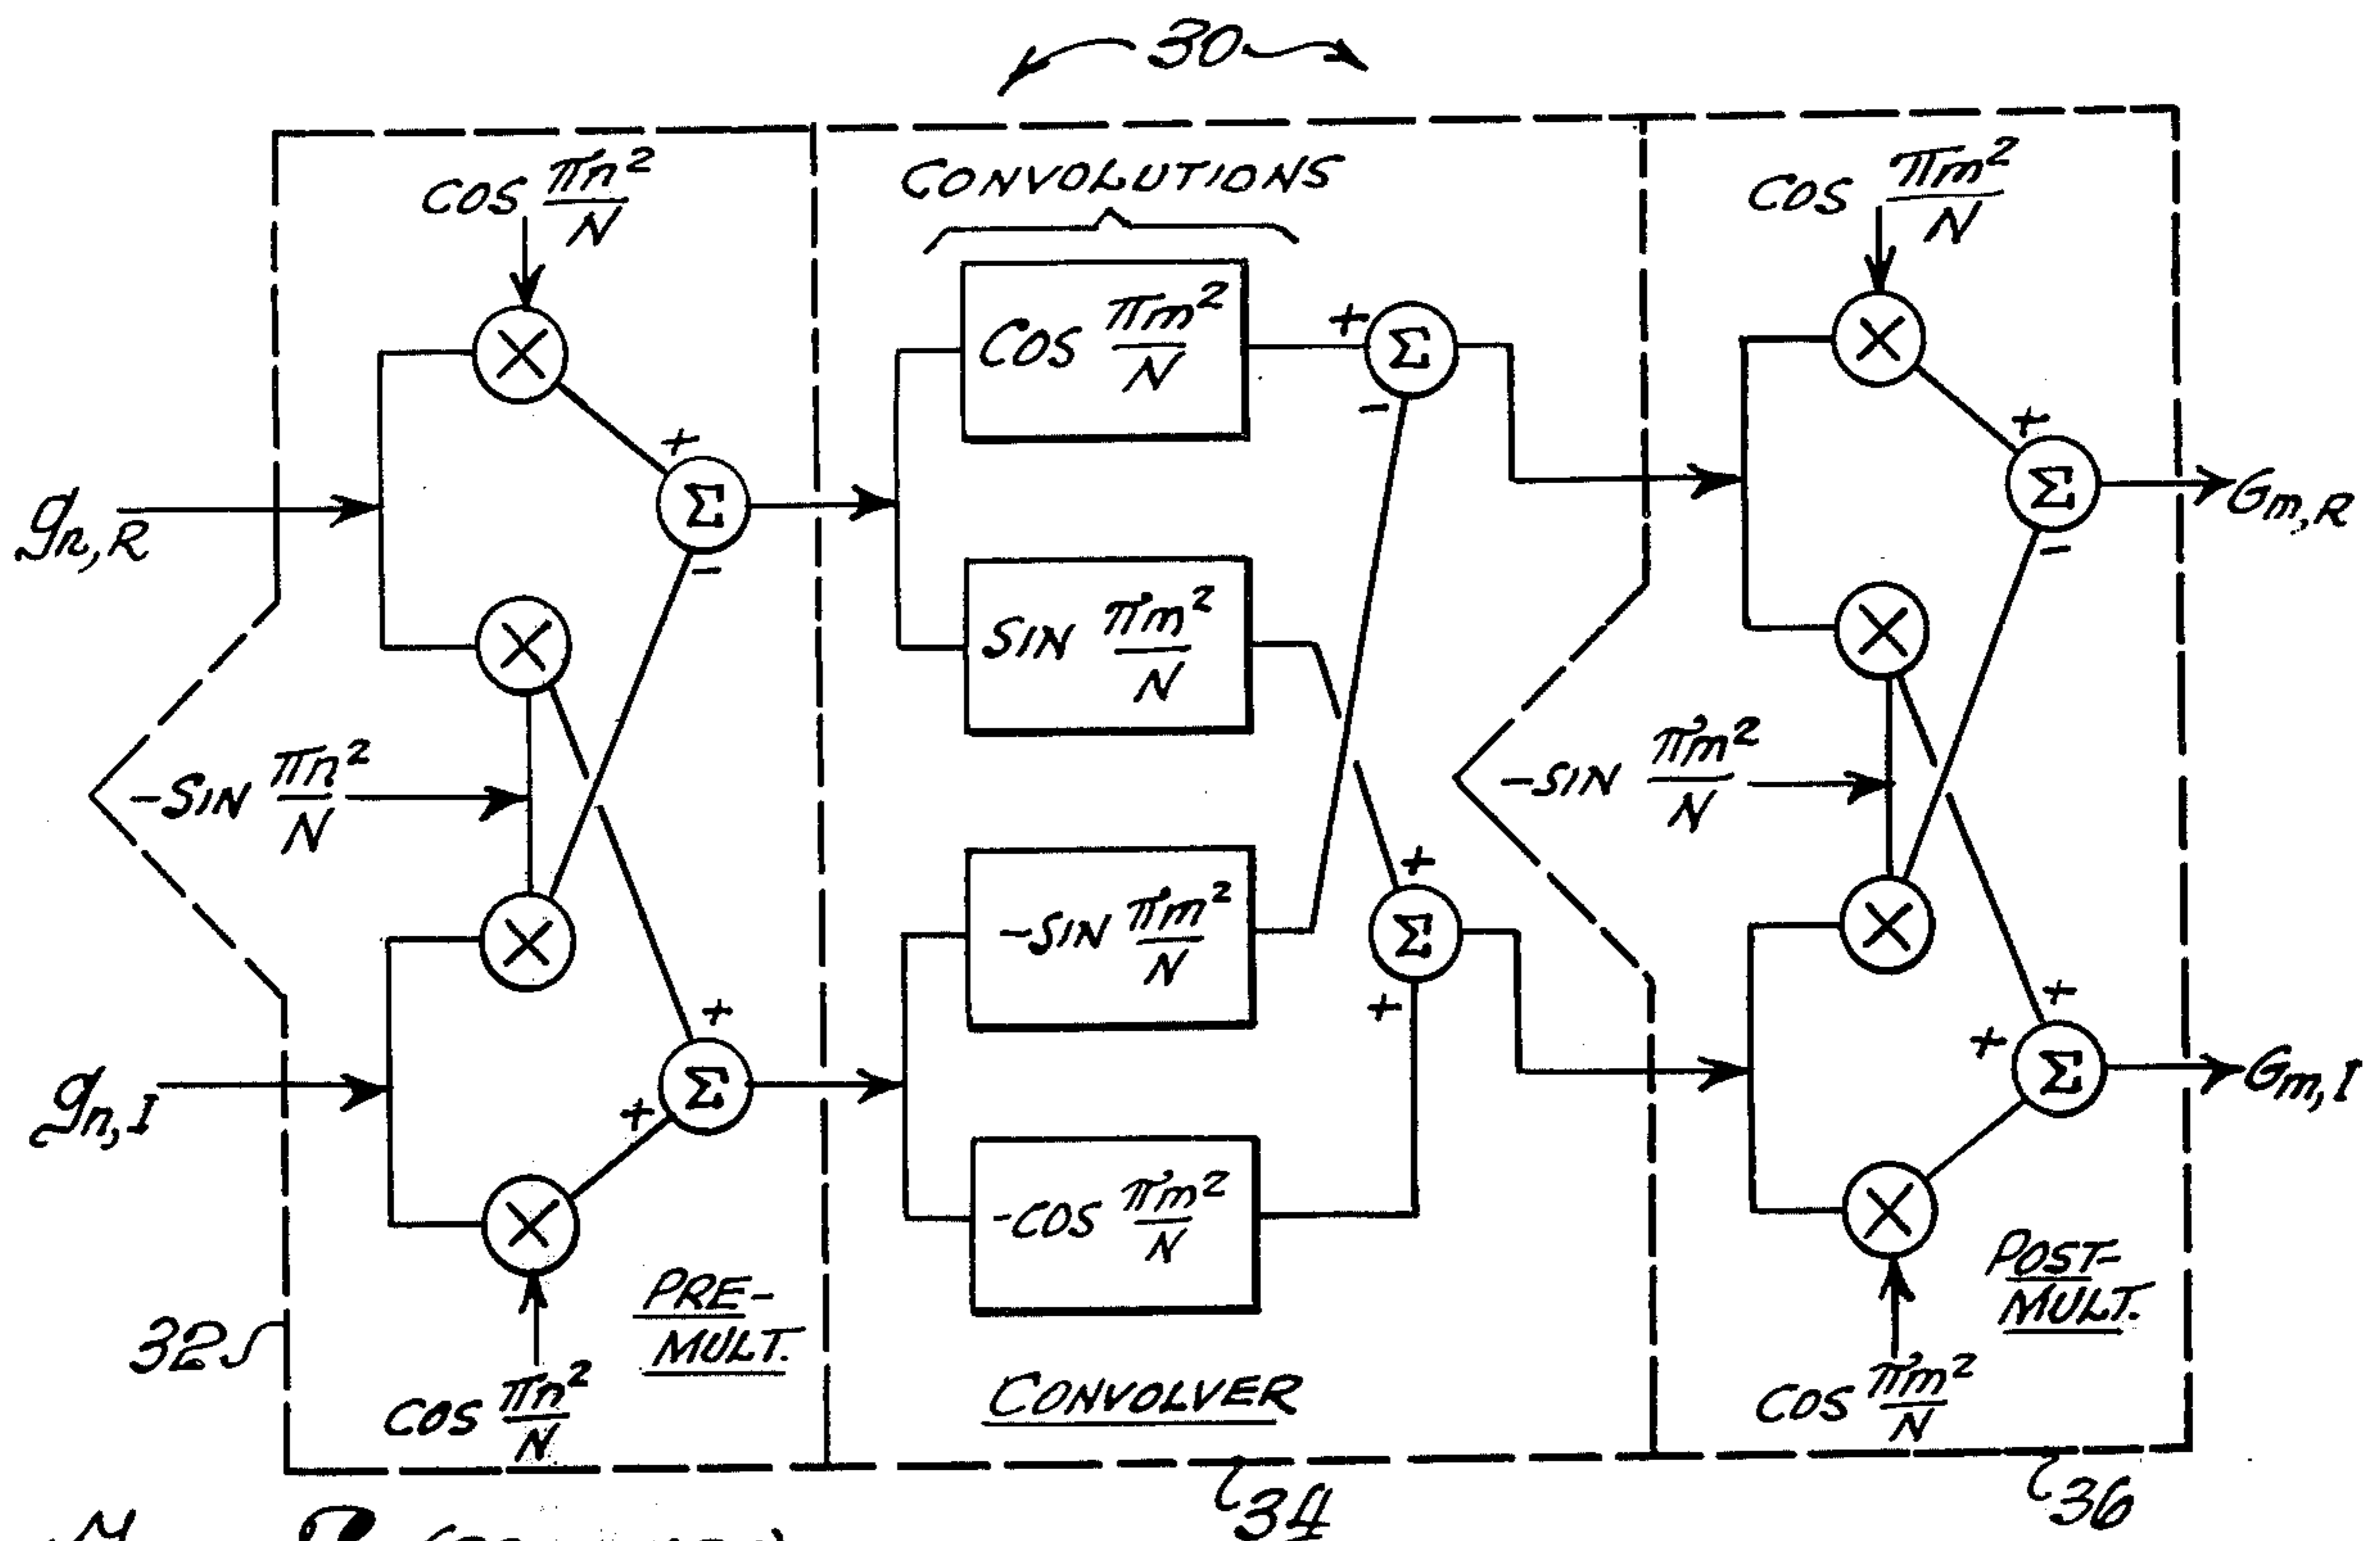 30
CONVOLUTIONS
COS πn²/N
COS πm²/N
COS πm²/N
+
-
+
-
+
-
SIN πm²/N
gn,R
Gm,R
-SIN πn²/N
-SIN πm²/N
-SIN πm²/N
+
+
+
+
+
+
gn,I
Gm,I
-COS πm²/N
COS πn²/N
COS πm²/N
PRE-
MULT.
CONVOLVER
POST-
MULT.
32
34
36